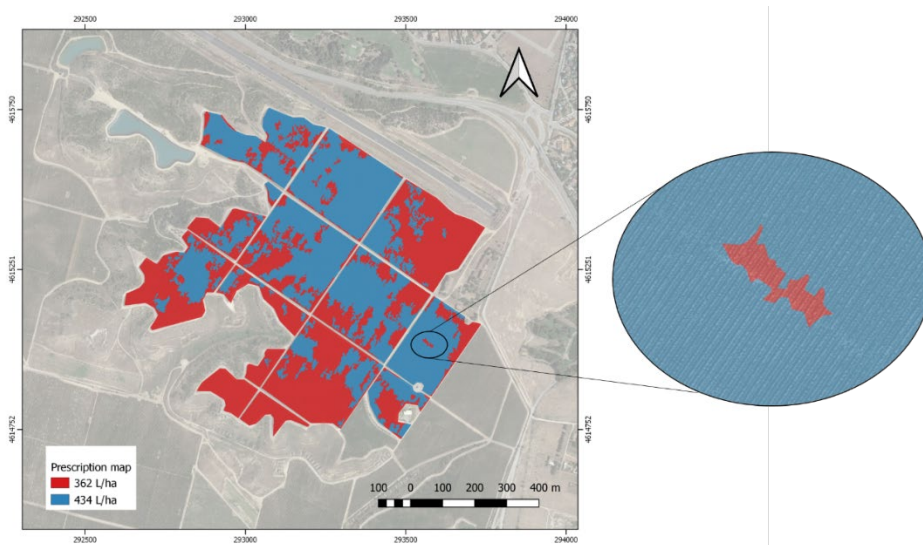 292500 293000 293500 294000
4615750 4615750
4615251 4615251
4614752 4614752
Prescription map
362 L/ha
434 L/ha
100 0 100 200 300 400 m
292500 293000 293500 294000